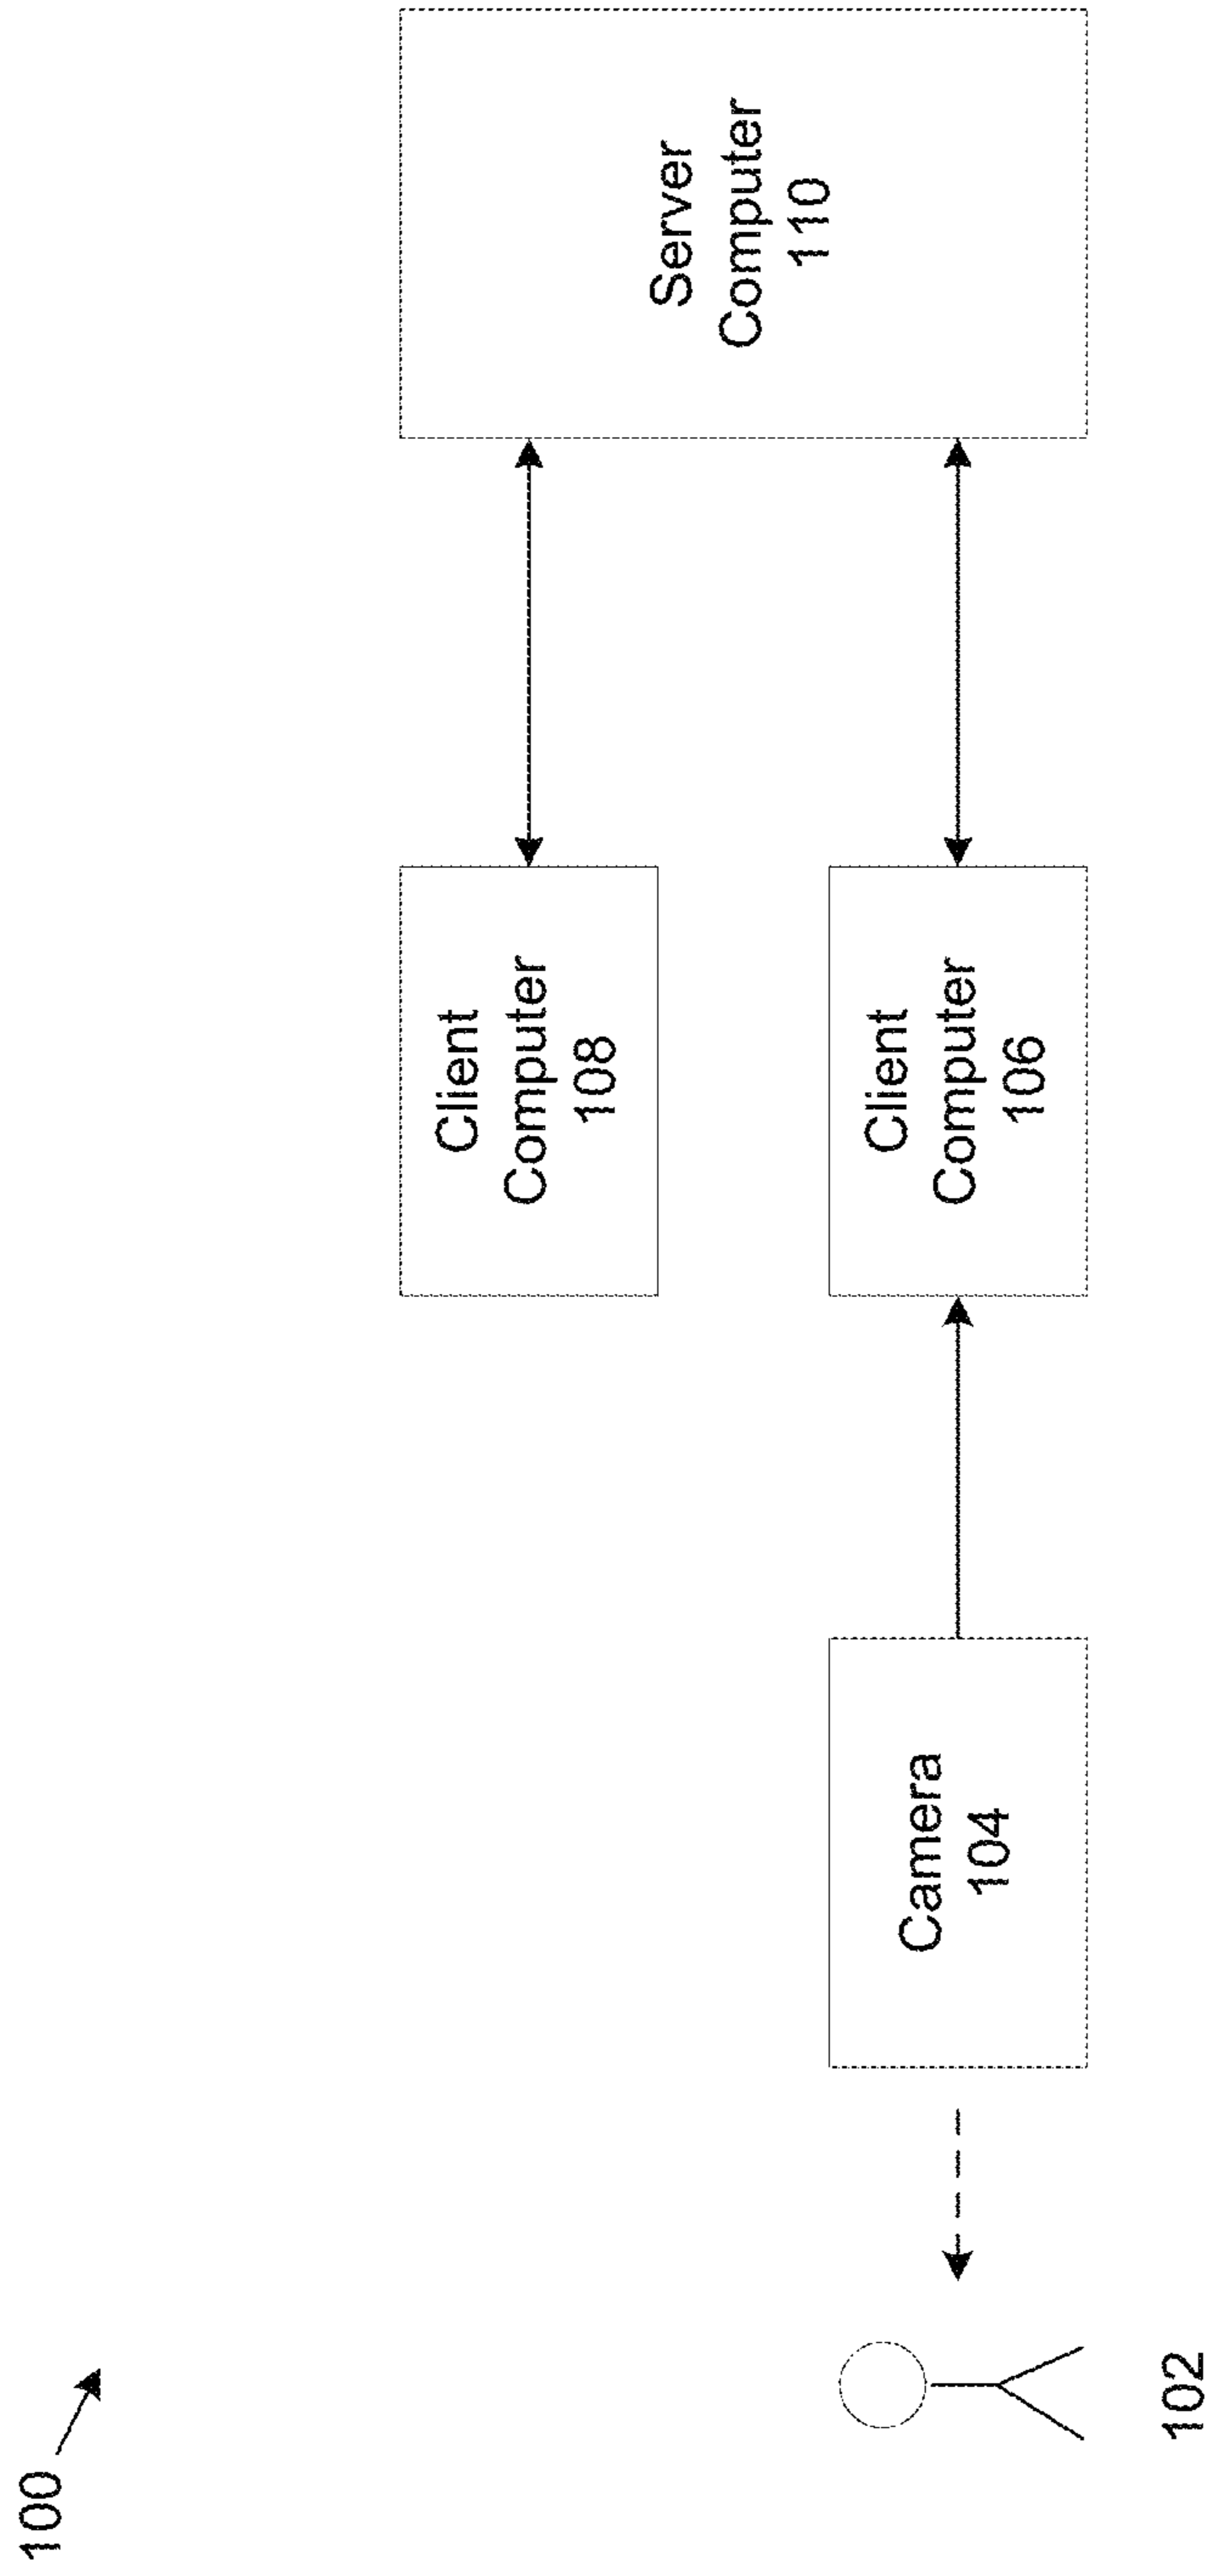 100
102
Camera
104
Client
Computer
108
Client
Computer
106
Server
Computer
110